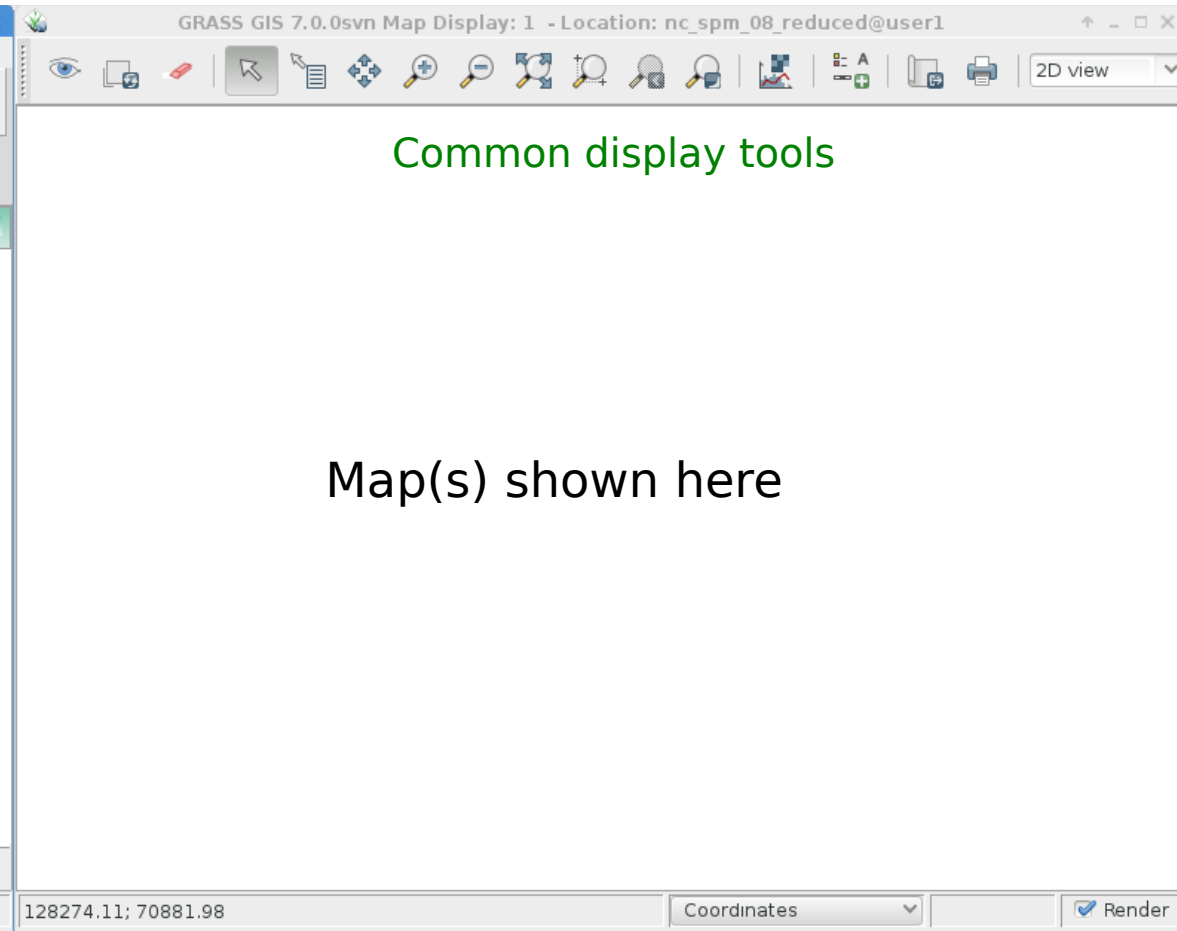 GRASS GIS 7.0.0svn Map Display: 1 - Location: nc_spm_08_reduced@user1
2D view
Common display tools
Map(s) shown here
128274.11; 70881.98
Coordinates
Render